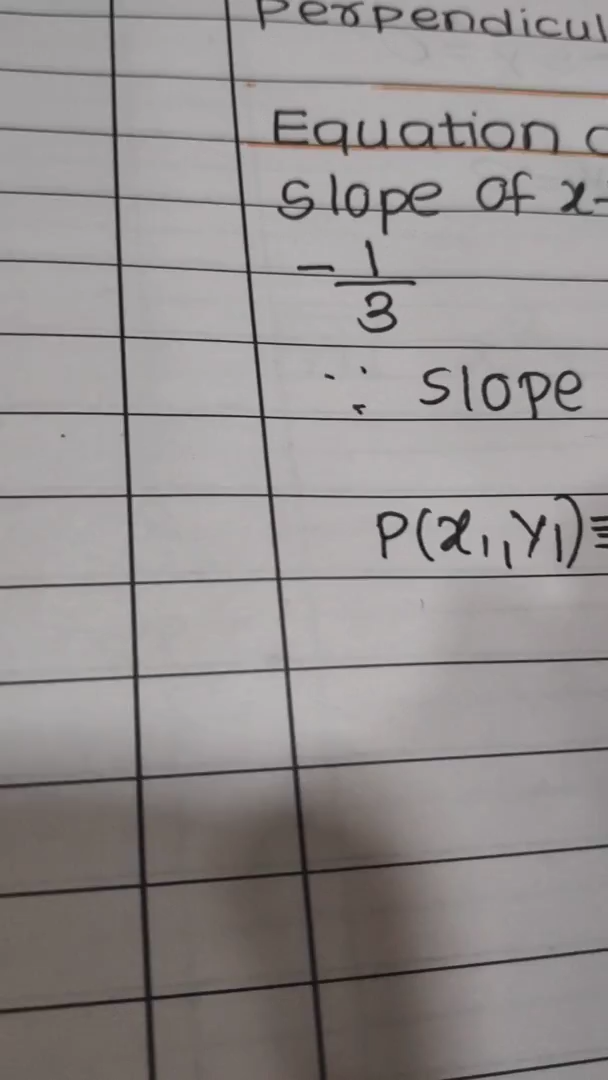 Perpendicul
Equation
Slope of x-
- 1/3
∵ slope
P(x₁, y₁) ≡